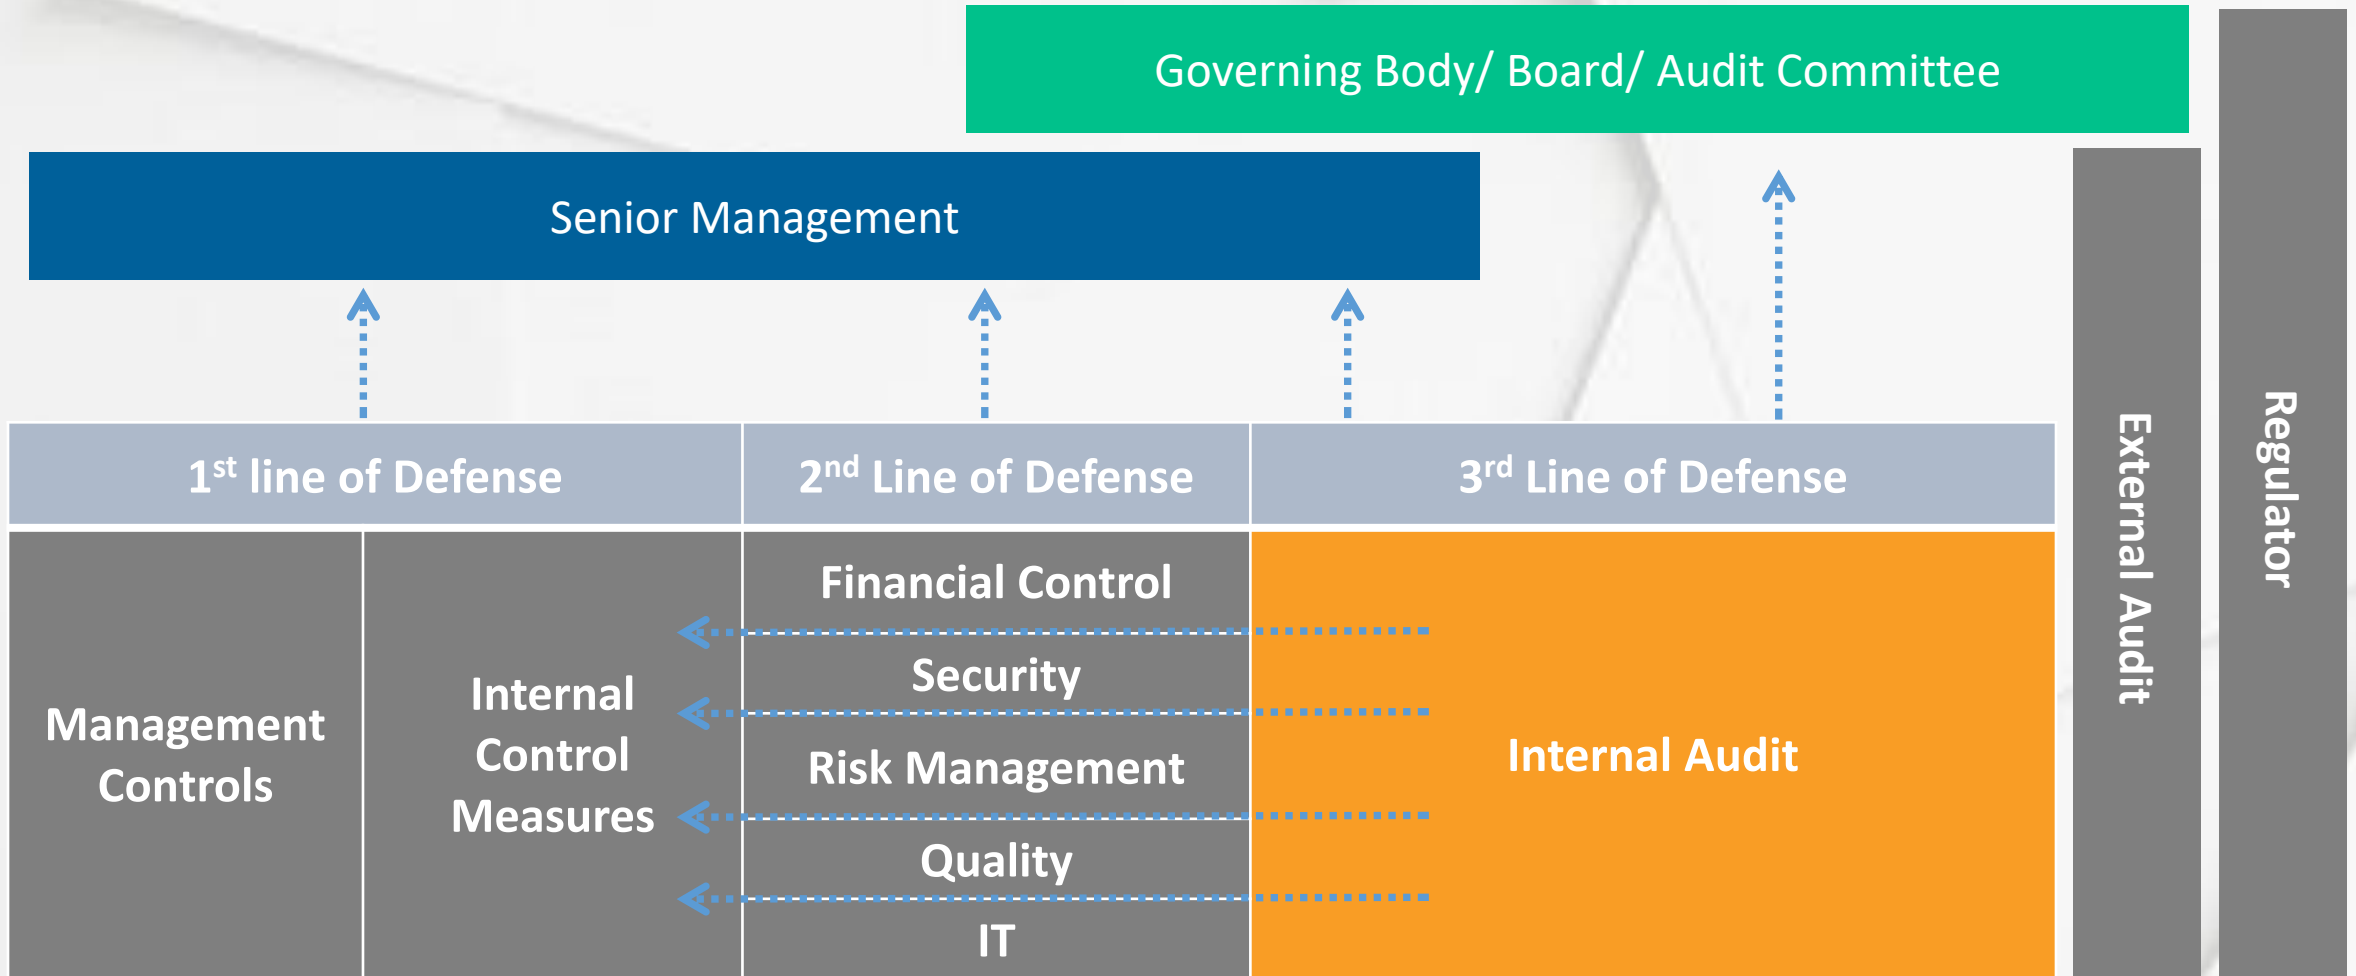 Governing Body/ Board/ Audit Committee
Senior Management
1st line of Defense
2nd Line of Defense
3rd Line of Defense
Management
Controls
Internal
Control
Measures
Financial Control
Security
Risk Management
Quality
IT
Internal Audit
External Audit
Regulator